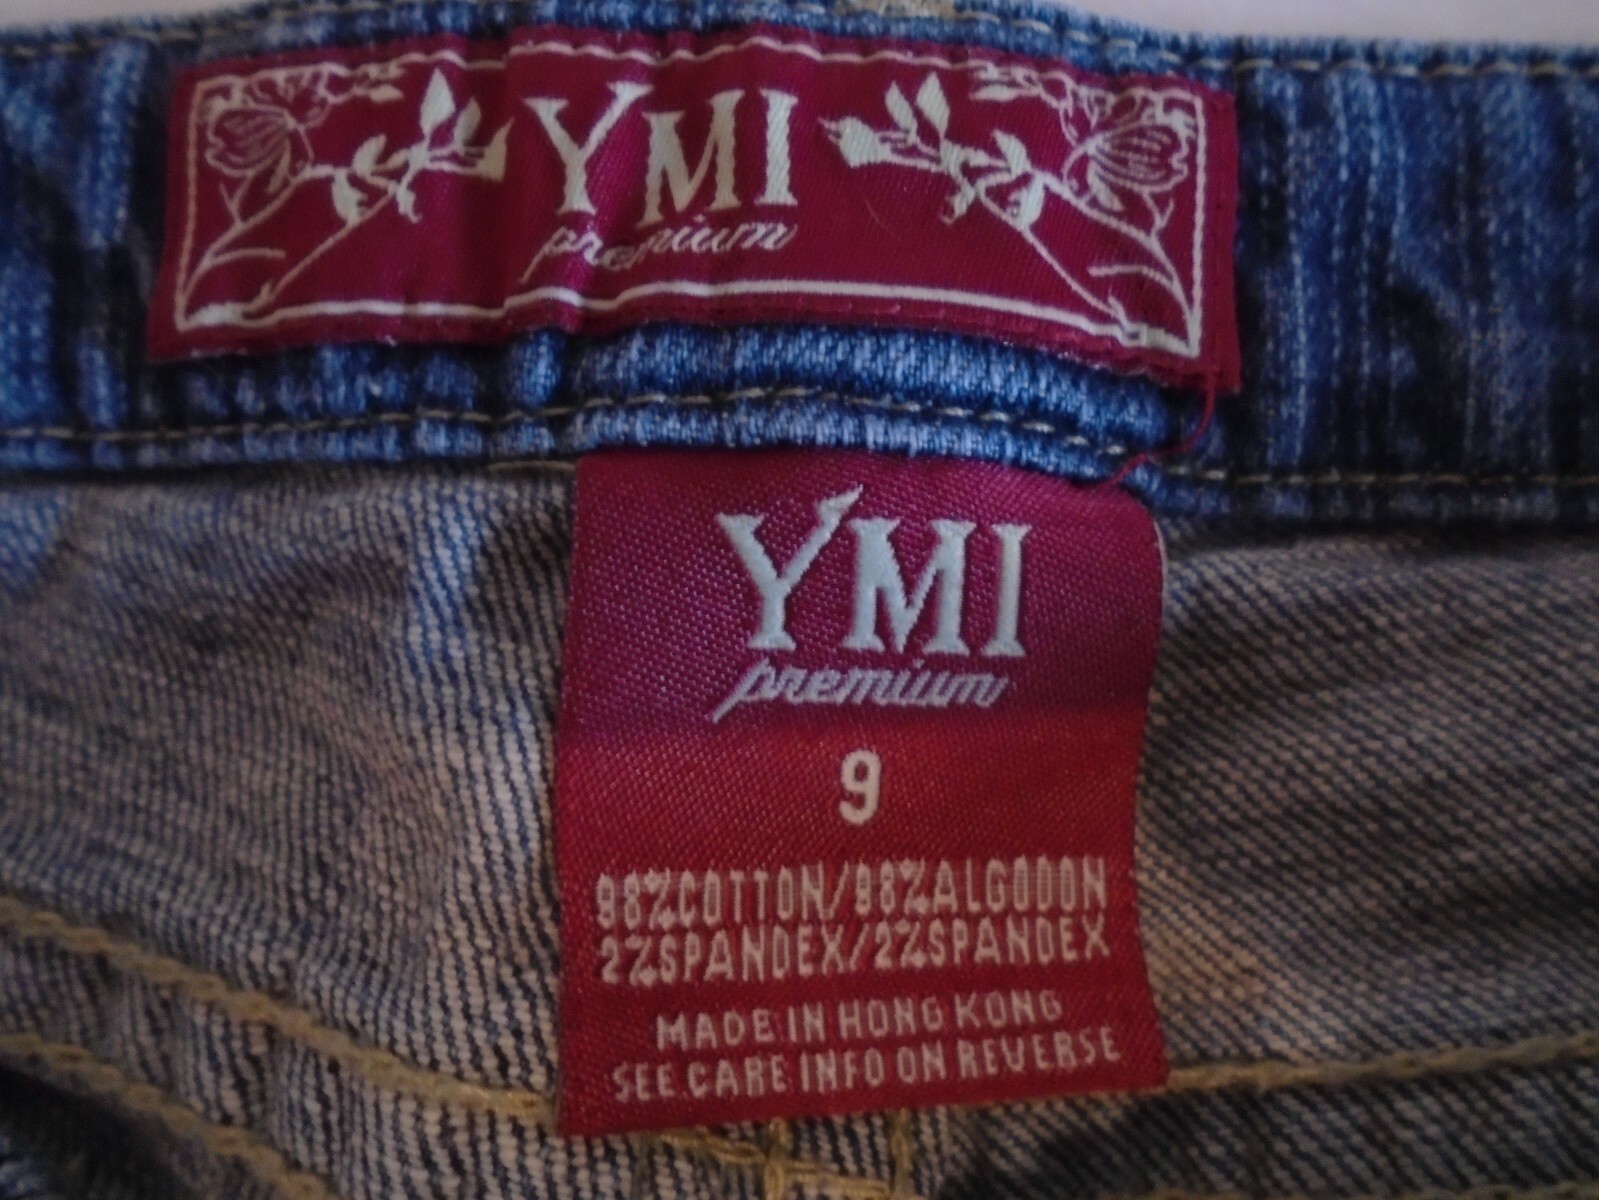 YMI
premium
YMI
premium
9
98%COTTON/98%ALGODON
2%SPANDEX/2%SPANDEX
MADE IN HONG KONG
SEE CARE INFO ON REVERSE